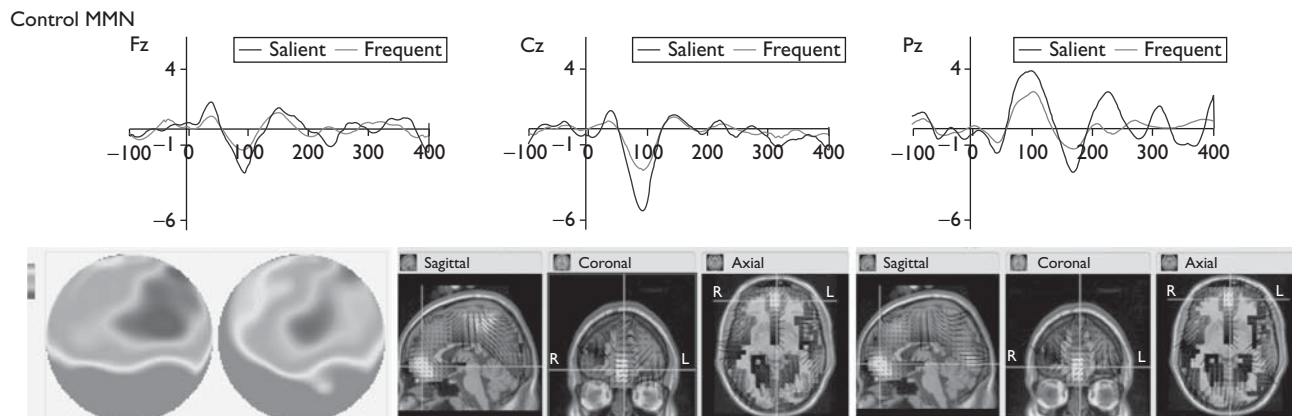 Control MMN
Fz
Salient Frequent
4
−1
−6
−100 0 100 200 300 400
Cz
Salient Frequent
4
−1
−6
−100 0 100 200 300 400
Pz
Salient Frequent
4
−1
−6
−100 0 100 200 300 400
Sagittal Coronal Axial
R L
R L
Sagittal Coronal Axial
R L
R L